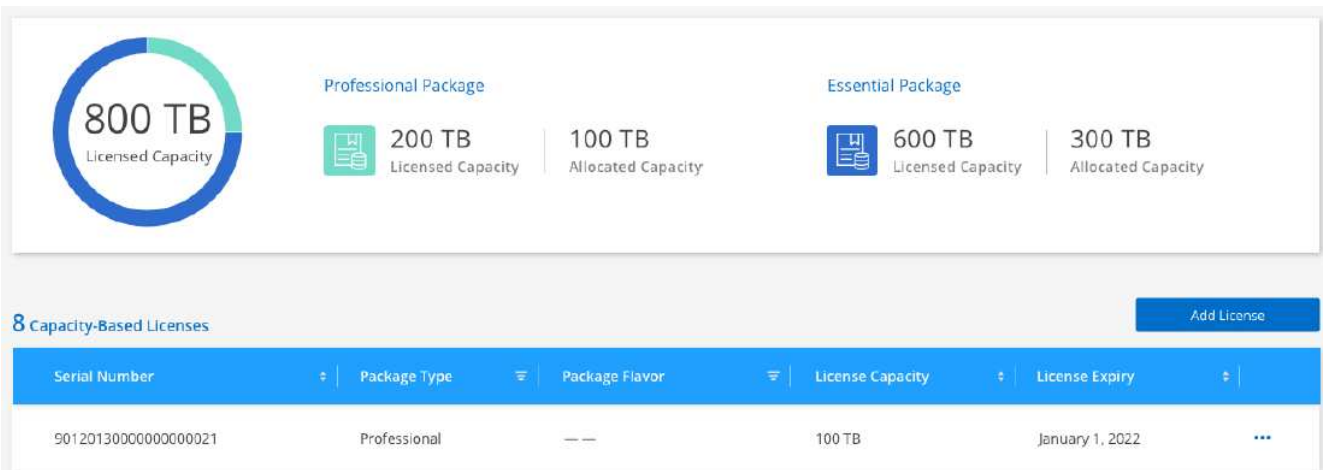 800 TB
Licensed Capacity
Professional Package
200 TB
Licensed Capacity
100 TB
Allocated Capacity
Essential Package
600 TB
Licensed Capacity
300 TB
Allocated Capacity
8 Capacity-Based Licenses
Add License
Serial Number Package Type Package Flavor License Capacity License Expiry
90120130000000000021 Professional — — 100 TB January 1, 2022 ...